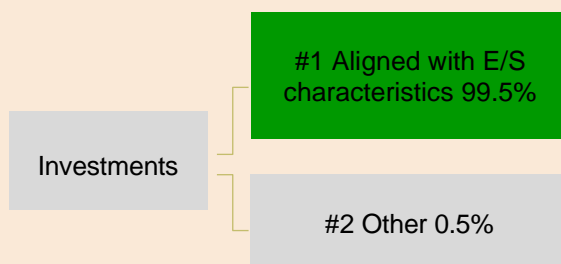 #1 Aligned with E/S
characteristics 99.5%
Investments
#2 Other 0.5%